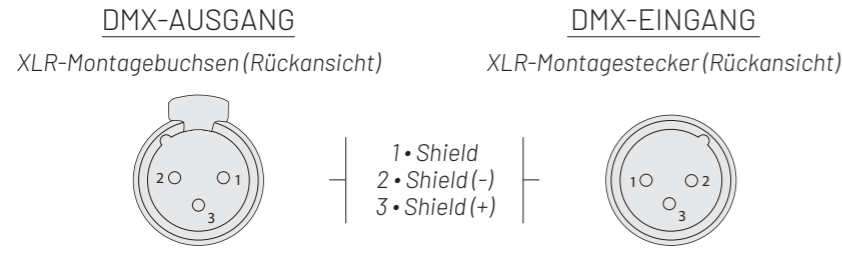 DMX-AUSGANG
XLR-Montagebuchsen (Rückansicht)
2 1
3
1 • Shield
2 • Shield (-)
3 • Shield (+)
DMX-EINGANG
XLR-Montagestecker (Rückansicht)
1 2
3